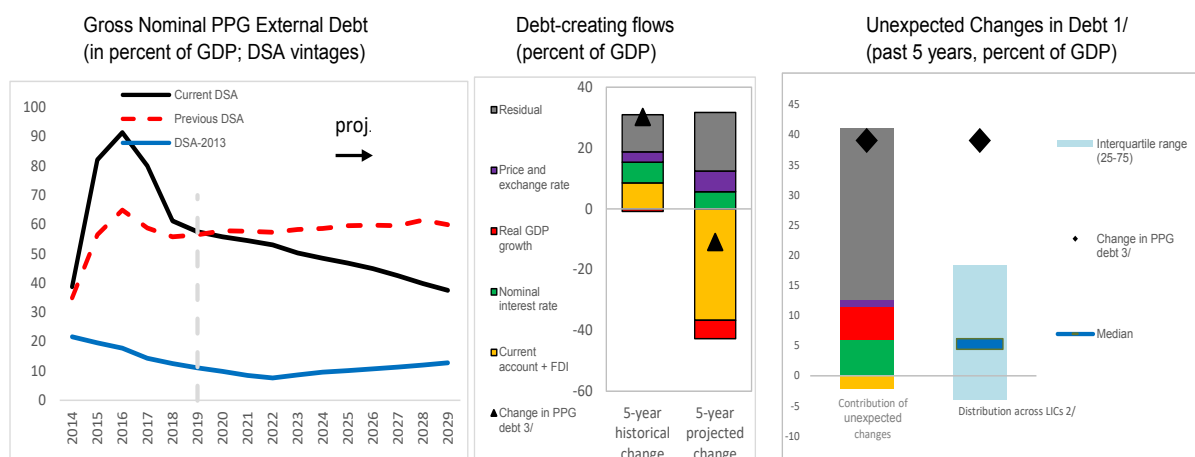 Gross Nominal PPG External Debt
(in percent of GDP; DSA vintages)
Current DSA
Previous DSA
DSA-2013
proj.
100
90
80
70
60
50
40
30
20
10
0
2014
2015
2016
2017
2018
2019
2020
2021
2022
2023
2024
2025
2026
2027
2028
2029
Debt-creating flows
(percent of GDP)
Residual
Price and
exchange rate
Real GDP
growth
Nominal
interest rate
Current
account + FDI
Change in PPG
debt 3/
40
20
0
-20
-40
-60
5-year
historical
change
5-year
projected
change
Unexpected Changes in Debt 1/
(past 5 years, percent of GDP)
45
40
35
30
25
20
15
10
5
0
-5
-10
Contribution of
unexpected
changes
Distribution across LICs 2/
Interquartile range
(25-75)
Change in PPG
debt 3/
Median